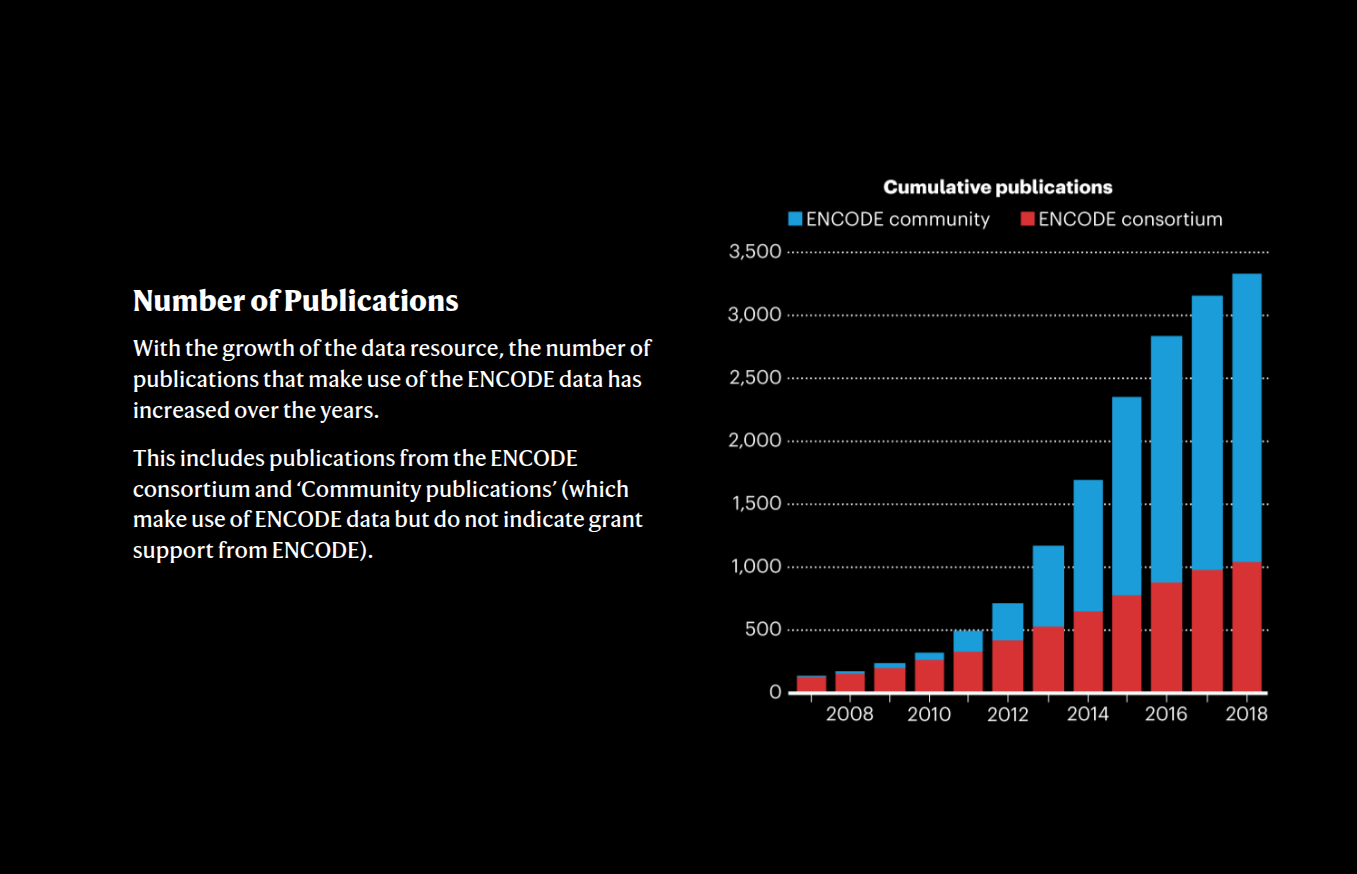 Number of Publications
With the growth of the data resource, the number of
publications that make use of the ENCODE data has
increased over the years.
This includes publications from the ENCODE
consortium and ‘Community publications’ (which
make use of ENCODE data but do not indicate grant
support from ENCODE).
Cumulative publications
ENCODE community ENCODE consortium
3,500
3,000
2,500
2,000
1,500
1,000
500
0
2008 2010 2012 2014 2016 2018